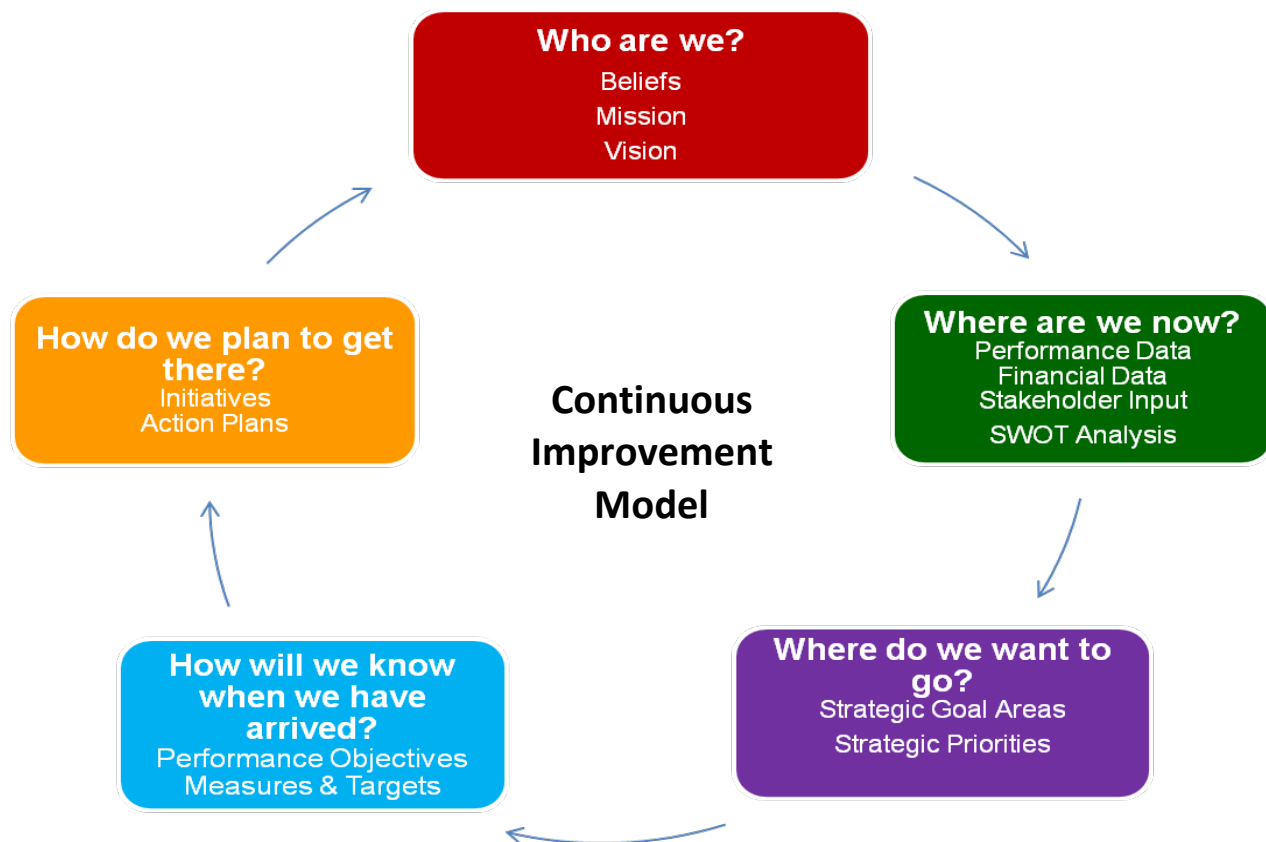 Who are we?
Beliefs
Mission
Vision
Where are we now?
Performance Data
Financial Data
Stakeholder Input
SWOT Analysis
Where do we want to
go?
Strategic Goal Areas
Strategic Priorities
How will we know
when we have
arrived?
Performance Objectives
Measures & Targets
How do we plan to get
there?
Initiatives
Action Plans
Continuous
Improvement
Model